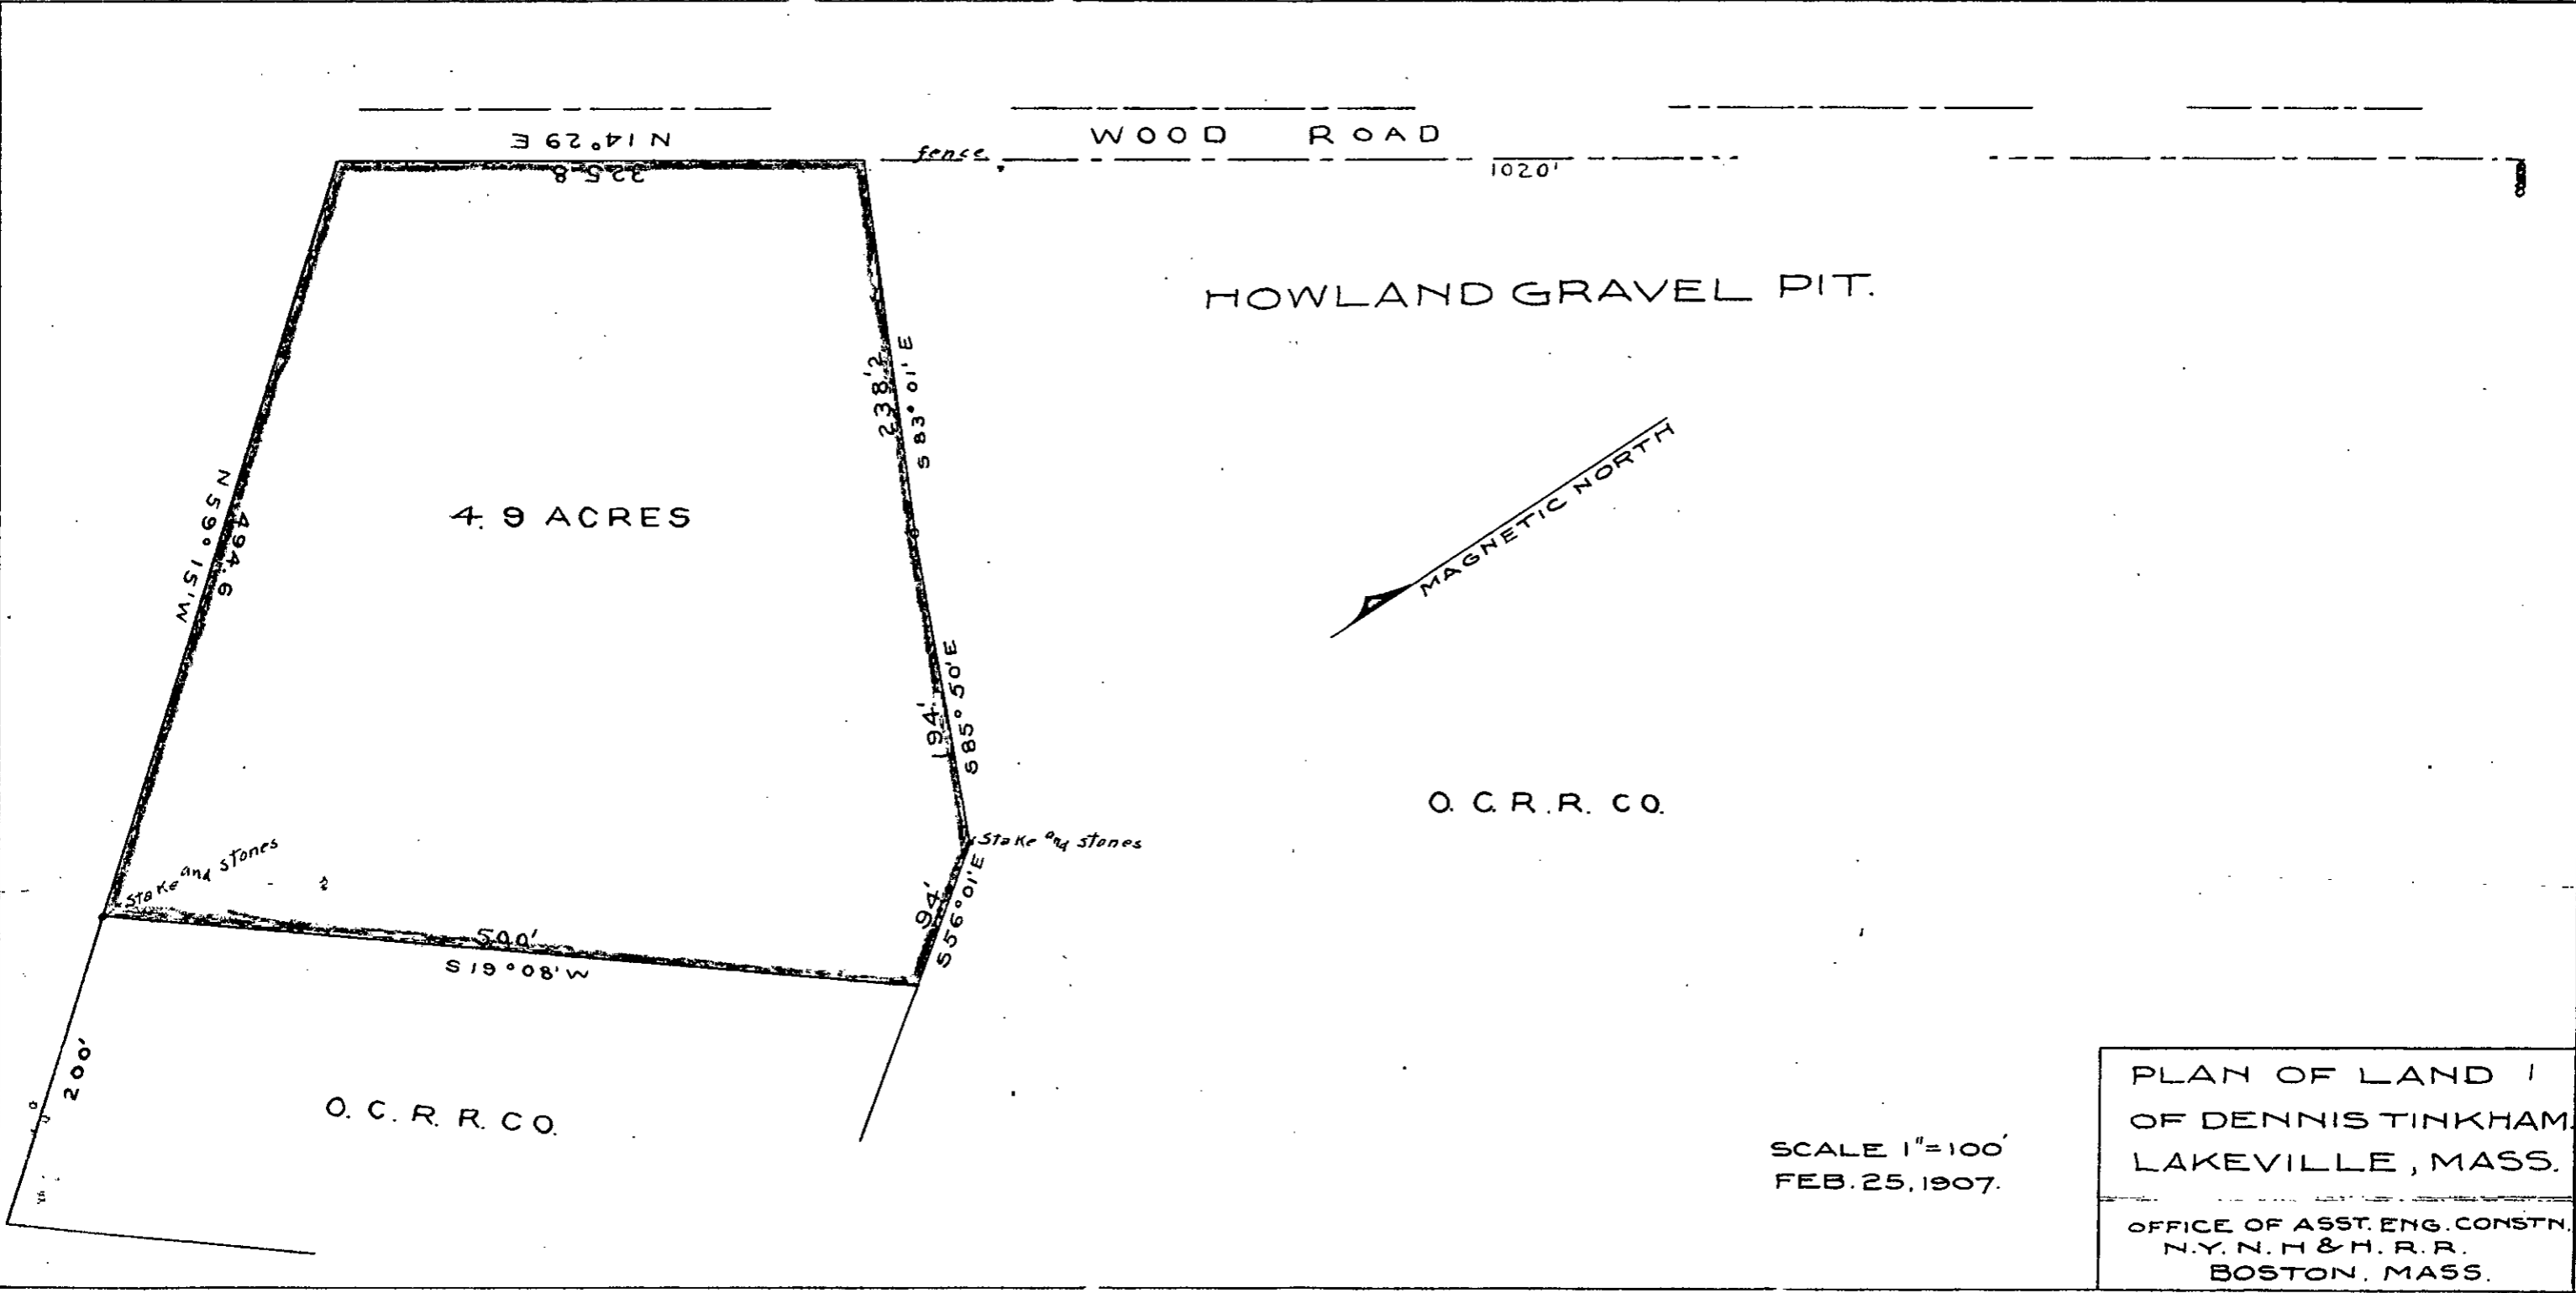 N 14° 29 E
325.8
fence
WOOD ROAD
1020'
HOWLAND GRAVEL PIT.
238'.2
S 83° 01' E
N 59° 15' W
494.6
4.9 ACRES
MAGNETIC NORTH
194'
S 85° 50' E
O. C. R. R. CO.
Stake and stones
Stake and stones
94'
S 56° 01' E
500'
S 19° 08' W
200'
O. C. R. R. CO.
SCALE 1"=100'
FEB. 25, 1907.
PLAN OF LAND
OF DENNIS TINKHAM.
LAKEVILLE, MASS.
OFFICE OF ASST. ENG. CONSTN.
N.Y. N. H & H. R. R.
BOSTON. MASS.